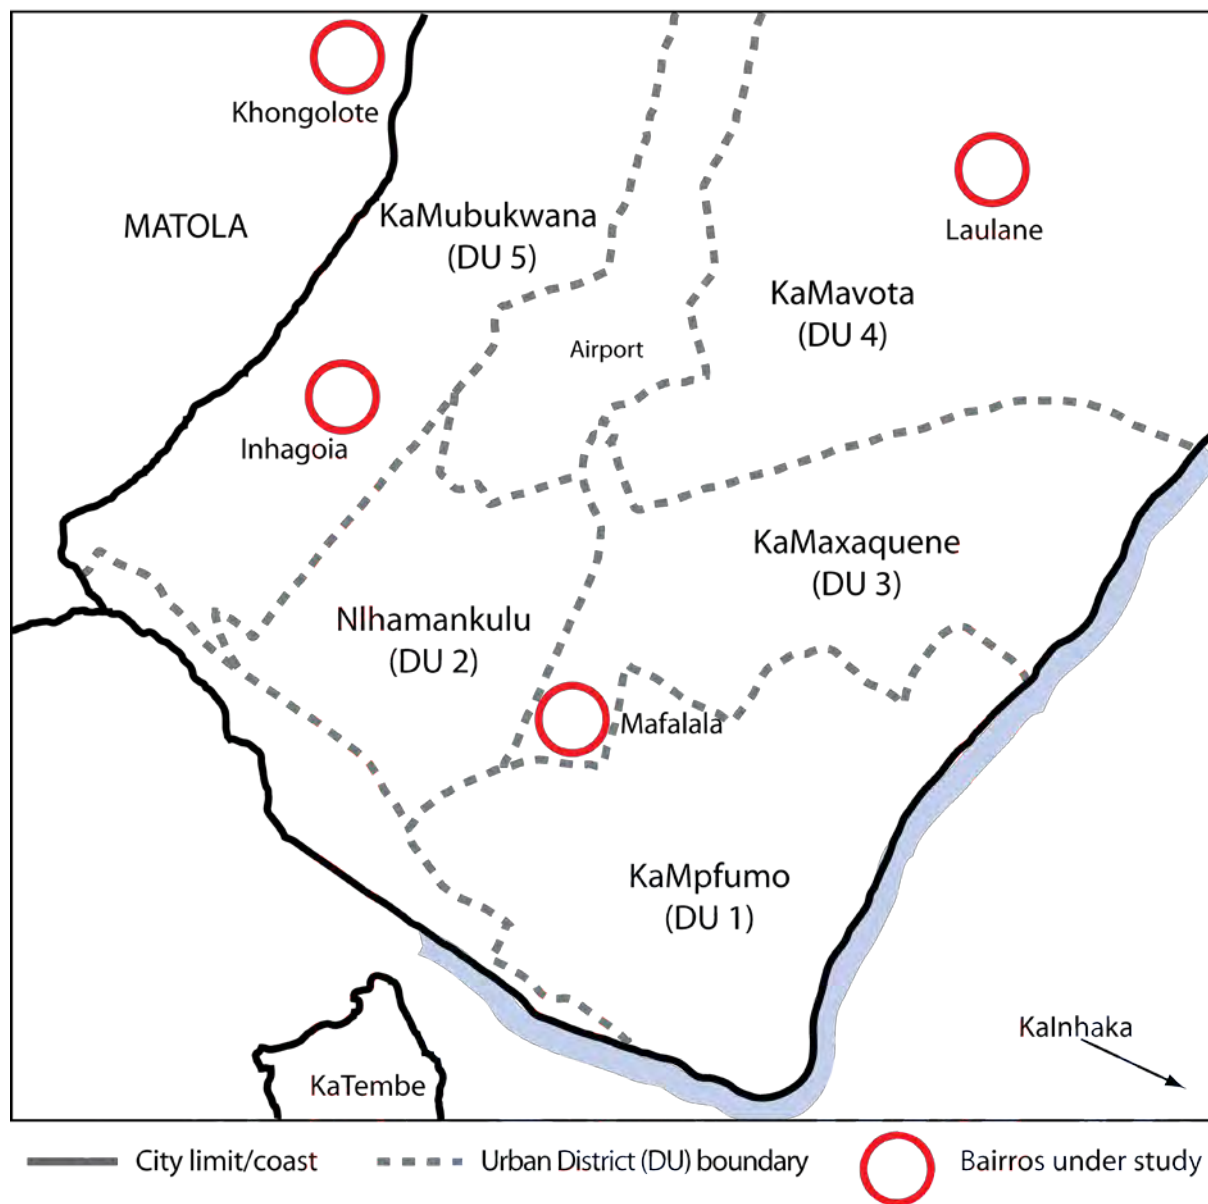 Khongolote
MATOLA
KaMubukwana
(DU 5)
Laulane
KaMavota
(DU 4)
Airport
Inhagoia
KaMaxaquene
(DU 3)
Nlhamankulu
(DU 2)
Mafalala
KaMpfumo
(DU 1)
KaInhaka
KaTembe
City limit/coast
Urban District (DU) boundary
Bairros under study